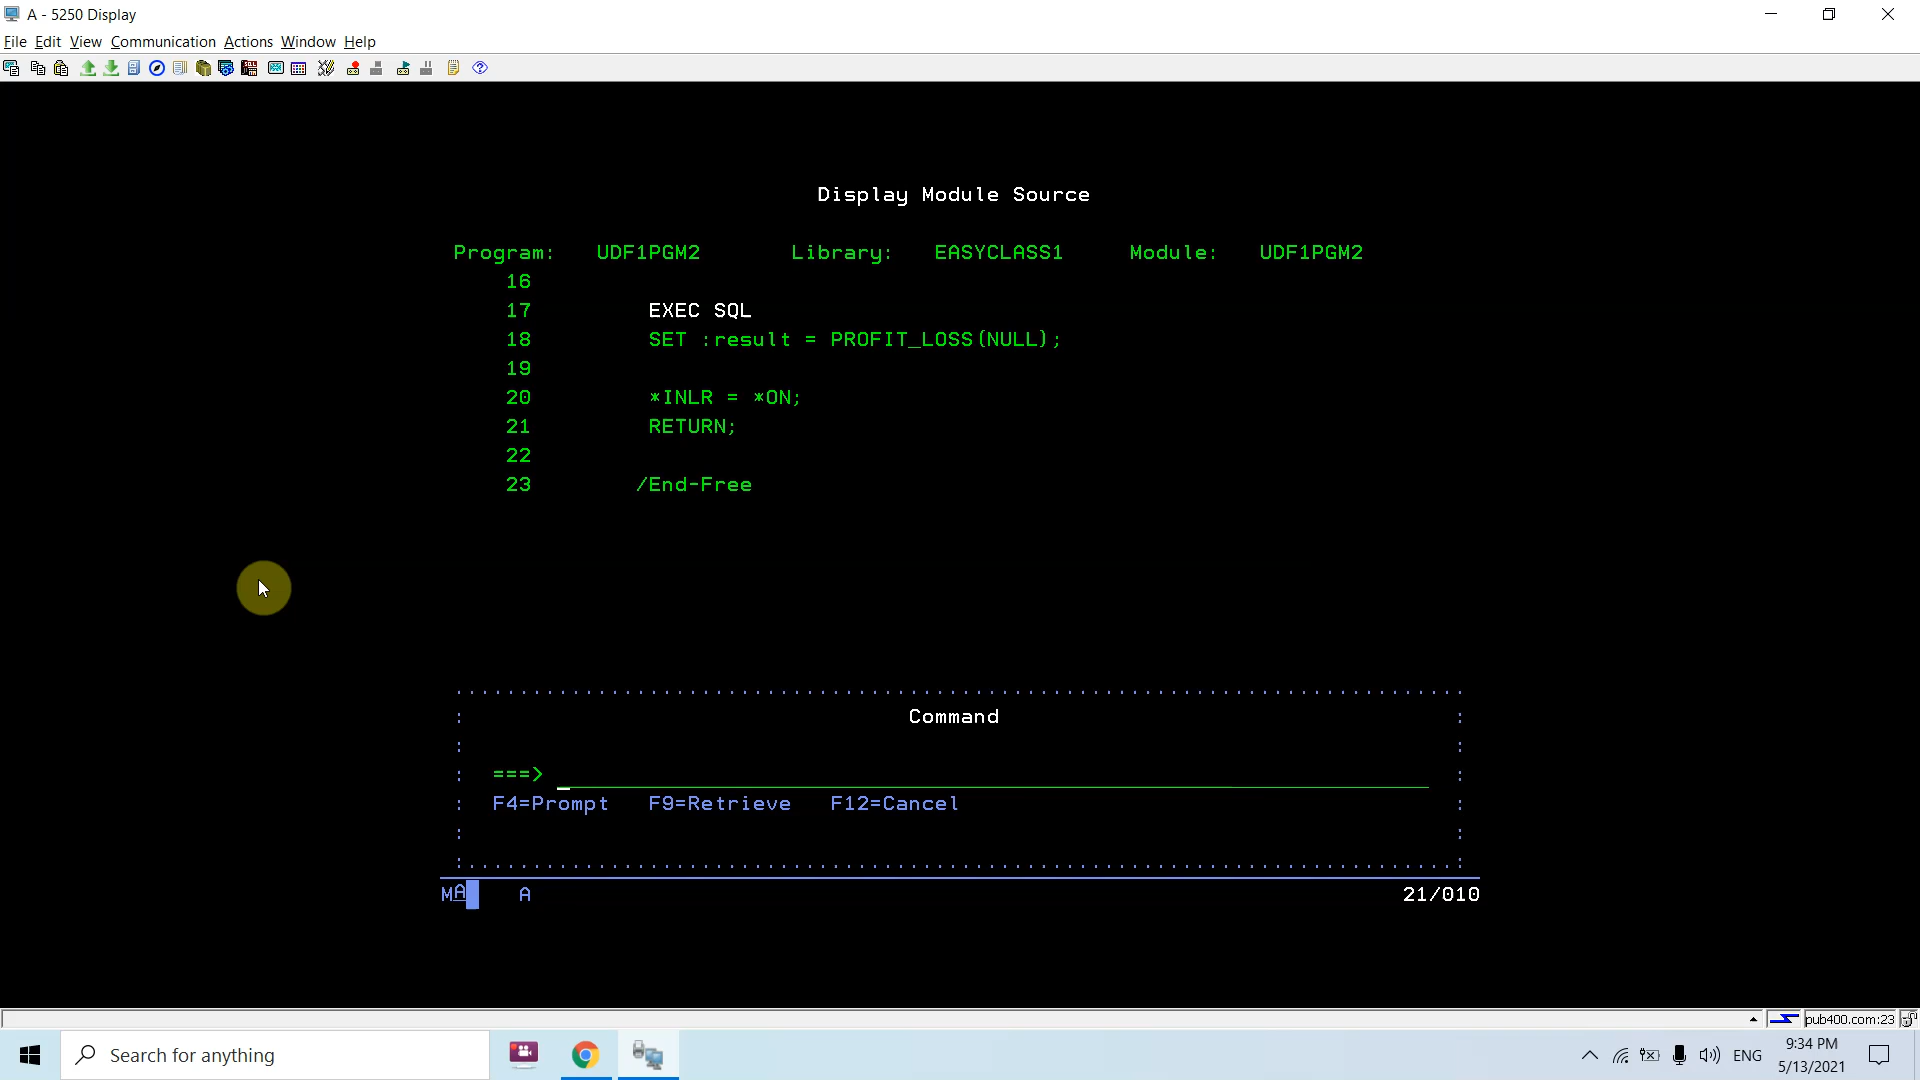 A - 5250 Display
File Edit View Communication Actions Window Help
Display Module Source
Program: UDF1PGM2 Library: EASYCLASS1 Module: UDF1PGM2
16
17 EXEC SQL
18 SET :result = PROFIT_LOSS(NULL);
19
20 *INLR = *ON;
21 RETURN;
22
23 /End-Free
Command
===>
F4=Prompt F9=Retrieve F12=Cancel
MA A 21/010
pub400.com:23
Search for anything
ENG
9:34 PM
5/13/2021